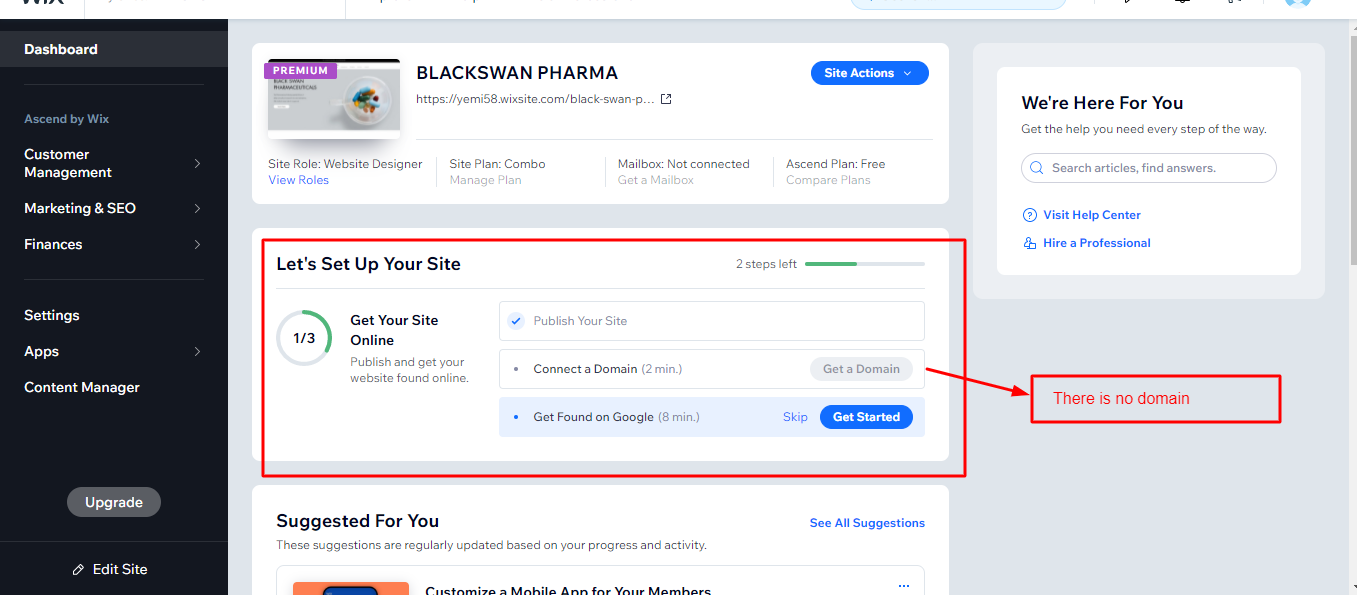 WIX
Dashboard
Ascend by Wix
Customer
Management
Marketing & SEO
Finances
Settings
Apps
Content Manager
Upgrade
Edit Site
PREMIUM
BLACK SWAN
PHARMACEUTICALS
BLACKSWAN PHARMA
Site Actions
https://yemi58.wixsite.com/black-swan-p...
Site Role: Website Designer
View Roles
Site Plan: Combo
Manage Plan
Mailbox: Not connected
Get a Mailbox
Ascend Plan: Free
Compare Plans
Let's Set Up Your Site
2 steps left
1/3
Get Your Site
Online
Publish and get your
website found online.
Publish Your Site
Connect a Domain (2 min.)
Get a Domain
Get Found on Google (8 min.)
Skip
Get Started
There is no domain
Suggested For You
See All Suggestions
These suggestions are regularly updated based on your progress and activity.
Customize a Mobile App for Your Members
...
We're Here For You
Get the help you need every step of the way.
Search articles, find answers.
Visit Help Center
Hire a Professional